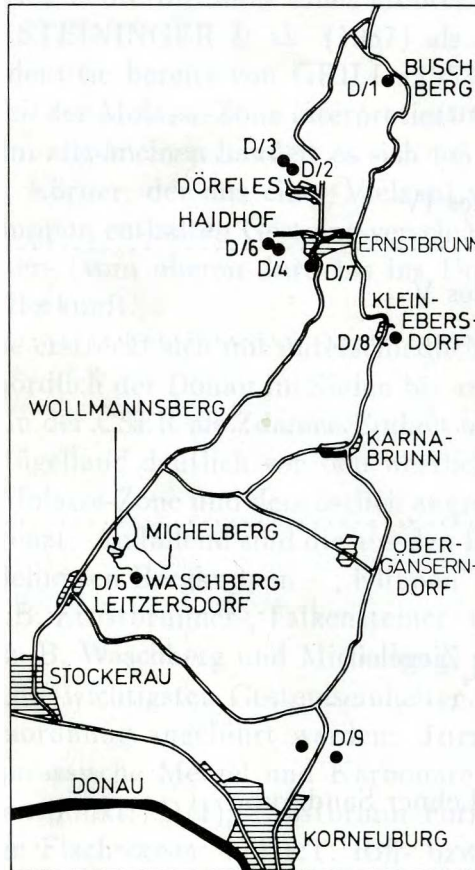 BUSCH
BERG
D/1
D/3
D/2
DÖRFLES
HAIDHOF
D/6
D/4
D/7
ERNSTBRUNN
KLEIN-
EBERS-
DORF
D/8
WOLLMANNSBERG
KARNA-
BRUNN
MICHELBERG
OBER-
GÄNSERN-
DORF
D/5
WASCHBERG
LEITZERSDORF
STOCKERAU
D/9
DONAU
KORNEUBURG